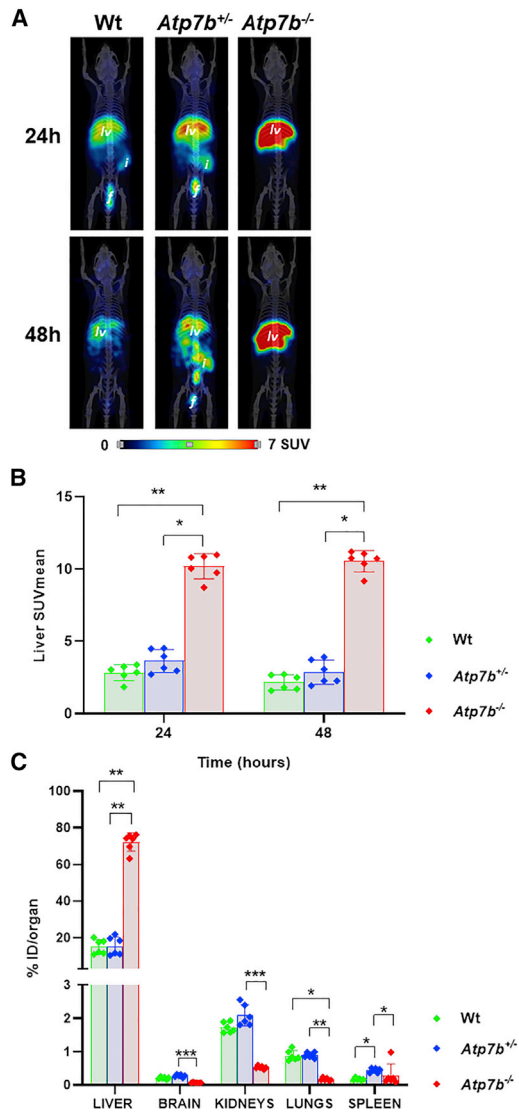 A
Wt Atp7b+/- Atp7b-/-
24h
lv lv lv
i i
f f
48h
lv lv lv
i
f
0 7 SUV
B
** **
* *
15
10
5
0
Liver SUVmean
24 48
Time (hours)
Wt
Atp7b+/-
Atp7b-/-
C
100
80
60
40
20
3
2
1
0
% ID/organ
**
**
***
***
*
**
*
*
LIVER BRAIN KIDNEYS LUNGS SPLEEN
Wt
Atp7b+/-
Atp7b-/-